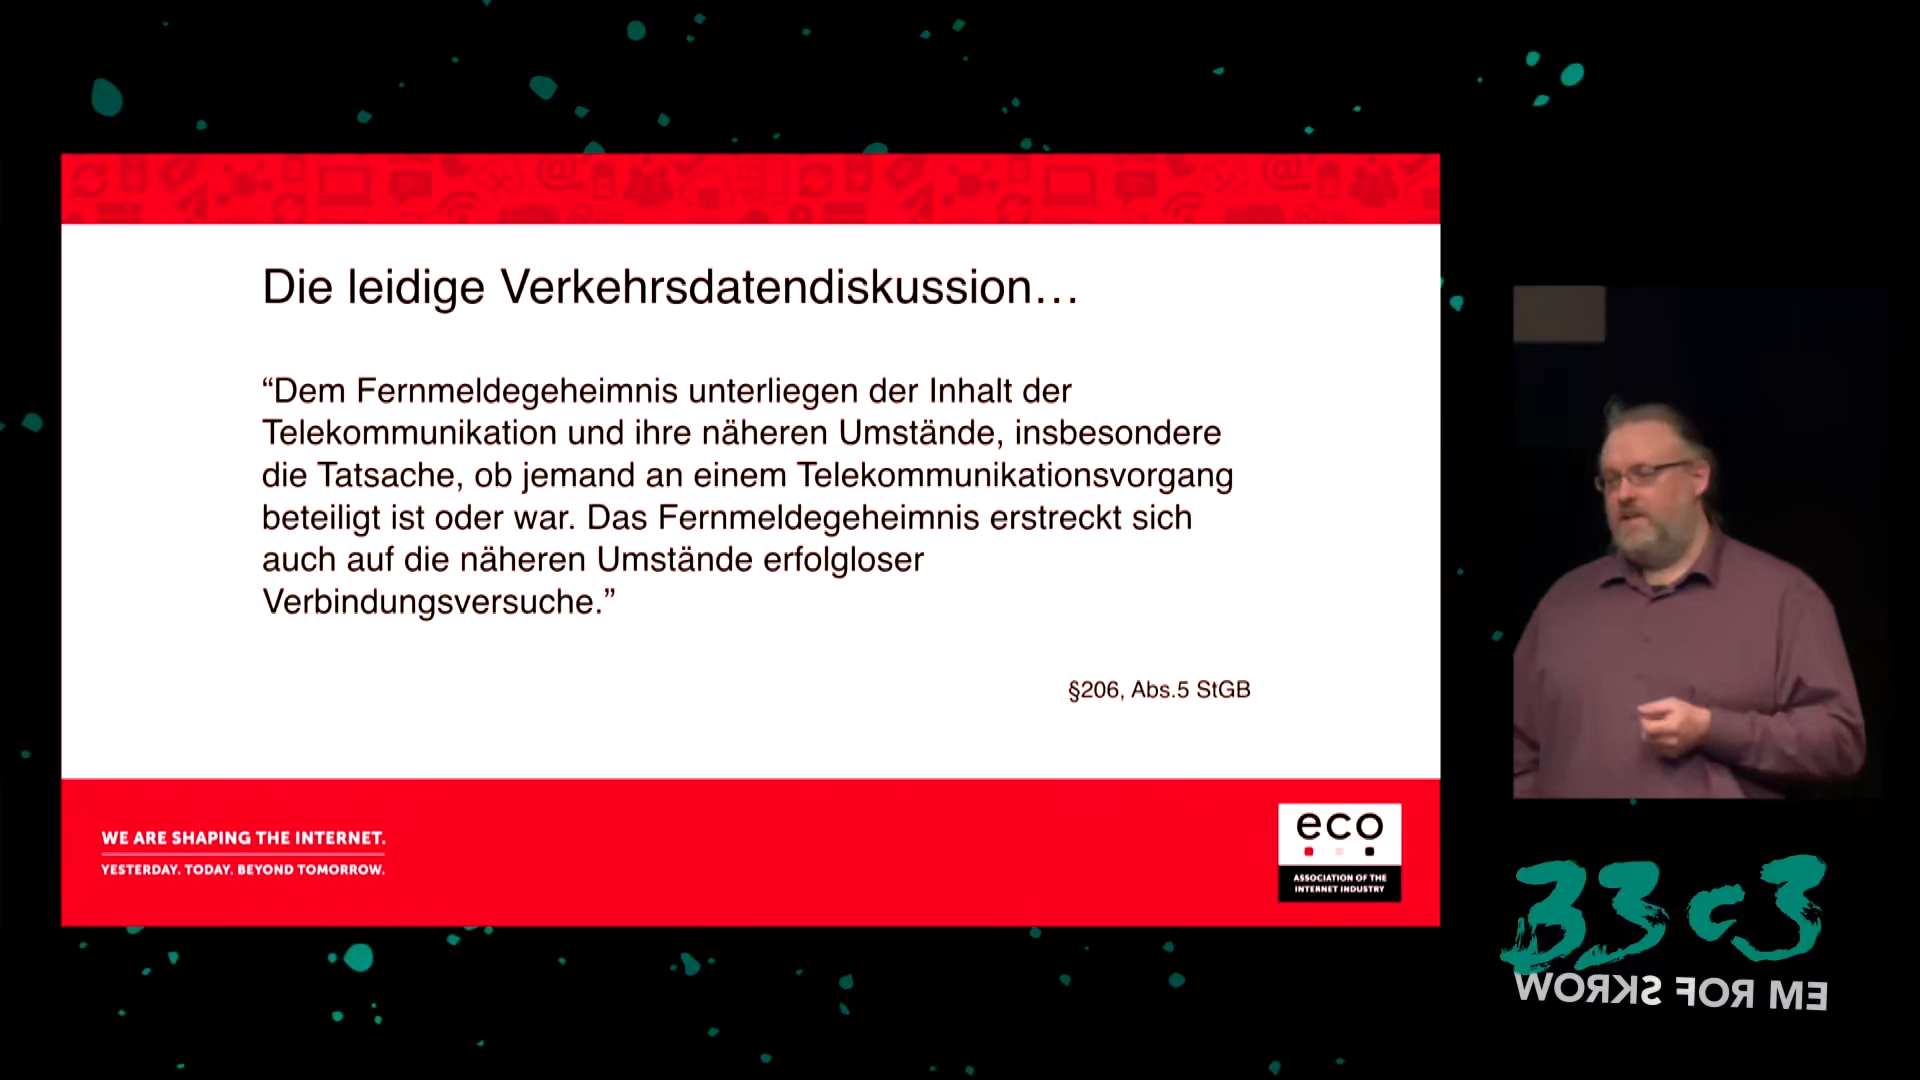 Die leidige Verkehrsdatendiskussion…
“Dem Fernmeldegeheimnis unterliegen der Inhalt der
Telekommunikation und ihre näheren Umstände, insbesondere
die Tatsache, ob jemand an einem Telekommunikationsvorgang
beteiligt ist oder war. Das Fernmeldegeheimnis erstreckt sich
auch auf die näheren Umstände erfolgloser
Verbindungsversuche.”
§206, Abs.5 StGB
WE ARE SHAPING THE INTERNET.
YESTERDAY. TODAY. BEYOND TOMORROW.
eco
ASSOCIATION OF THE
INTERNET INDUSTRY
33c3
WORKS FOR ME